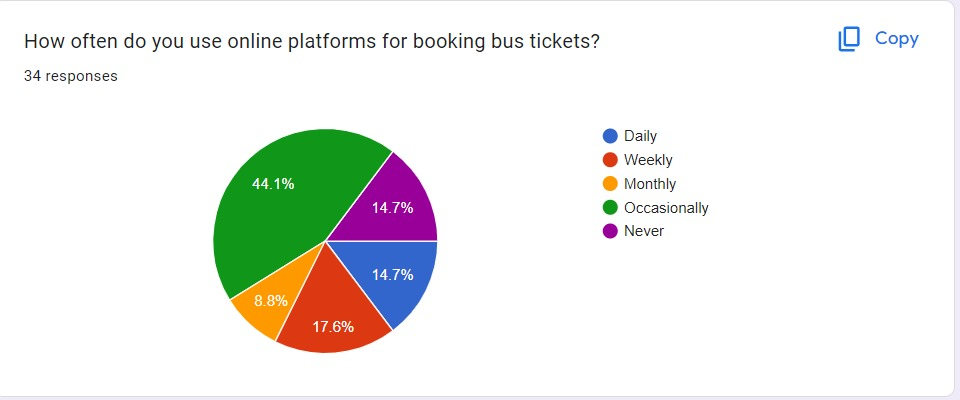 How often do you use online platforms for booking bus tickets?
Copy
34 responses
44.1%
14.7%
14.7%
8.8%
17.6%
Daily
Weekly
Monthly
Occasionally
Never